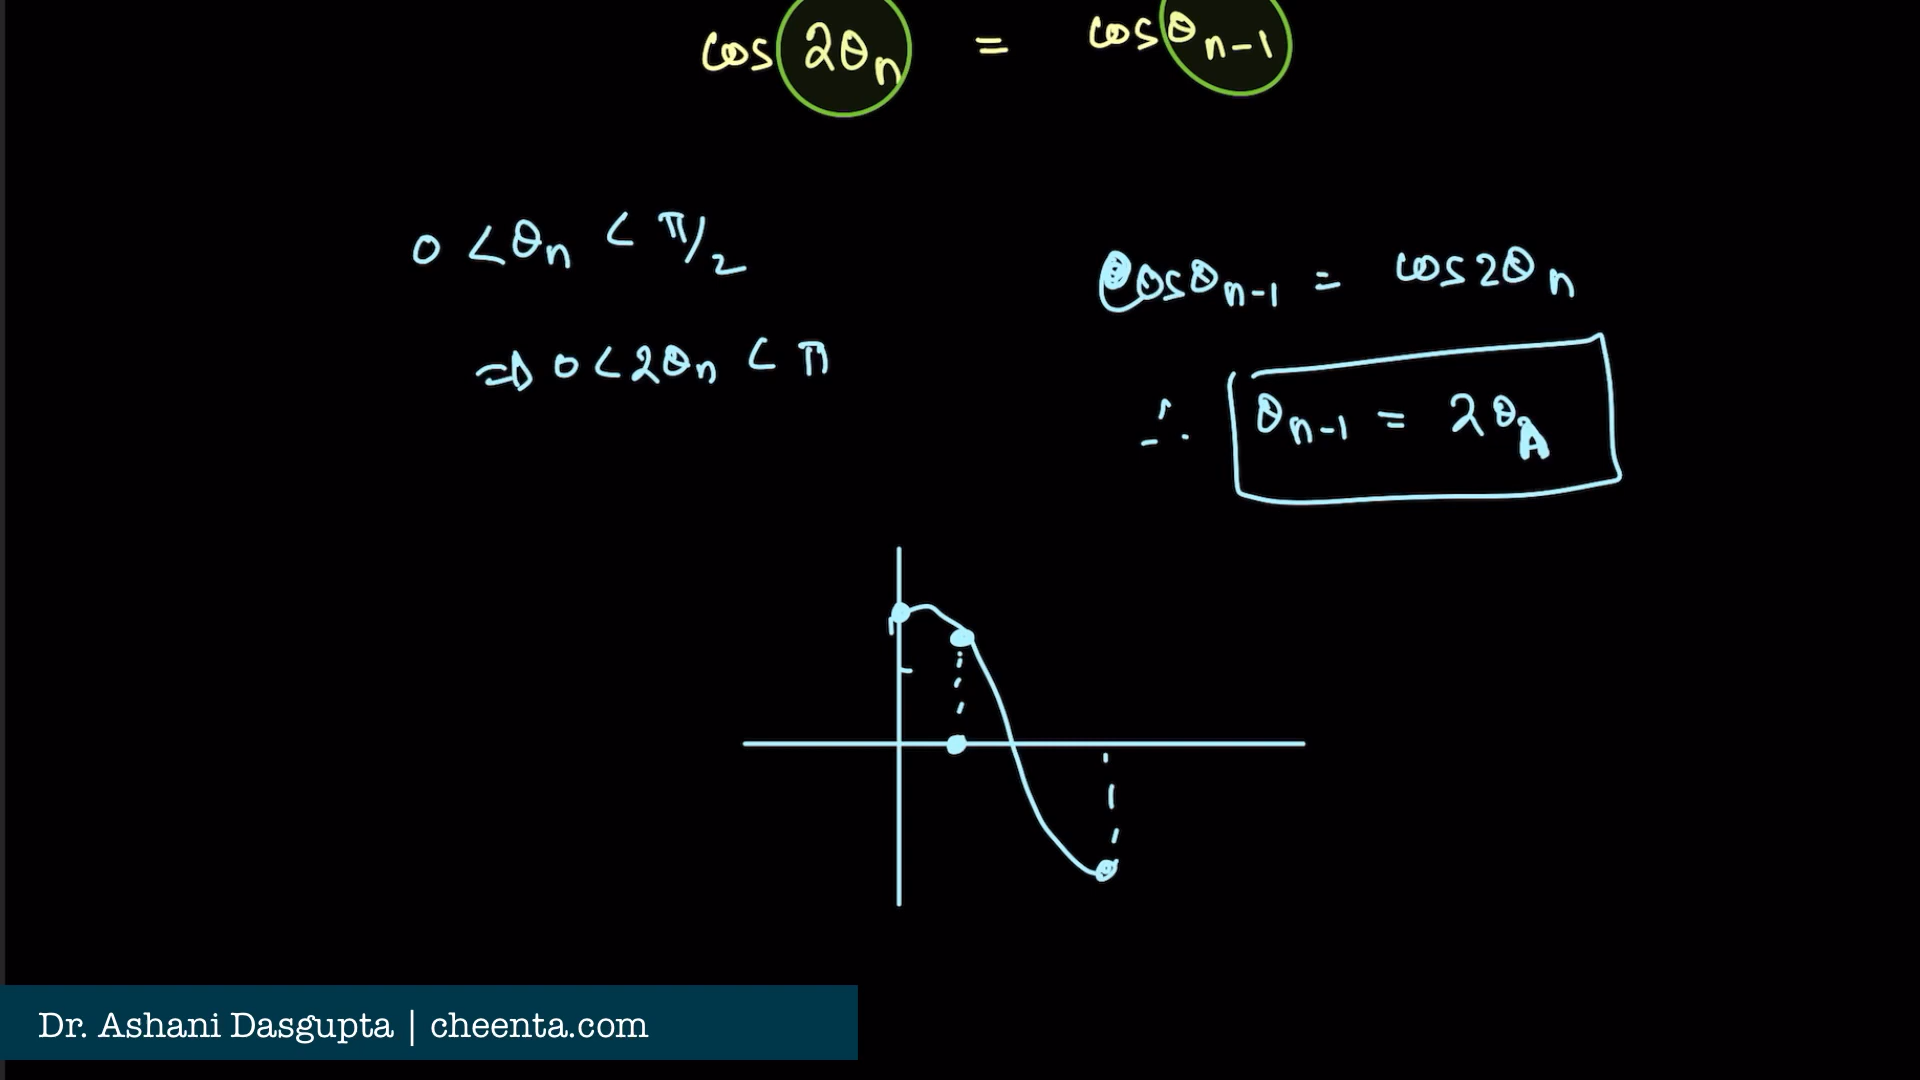 cos 2θₙ = cos θₙ₋₁
0 < θₙ < π/2
cos θₙ₋₁ = cos 2θₙ
⇒ 0 < 2θₙ < π
∴ θₙ₋₁ = 2θₙ
Dr. Ashani Dasgupta | cheenta.com